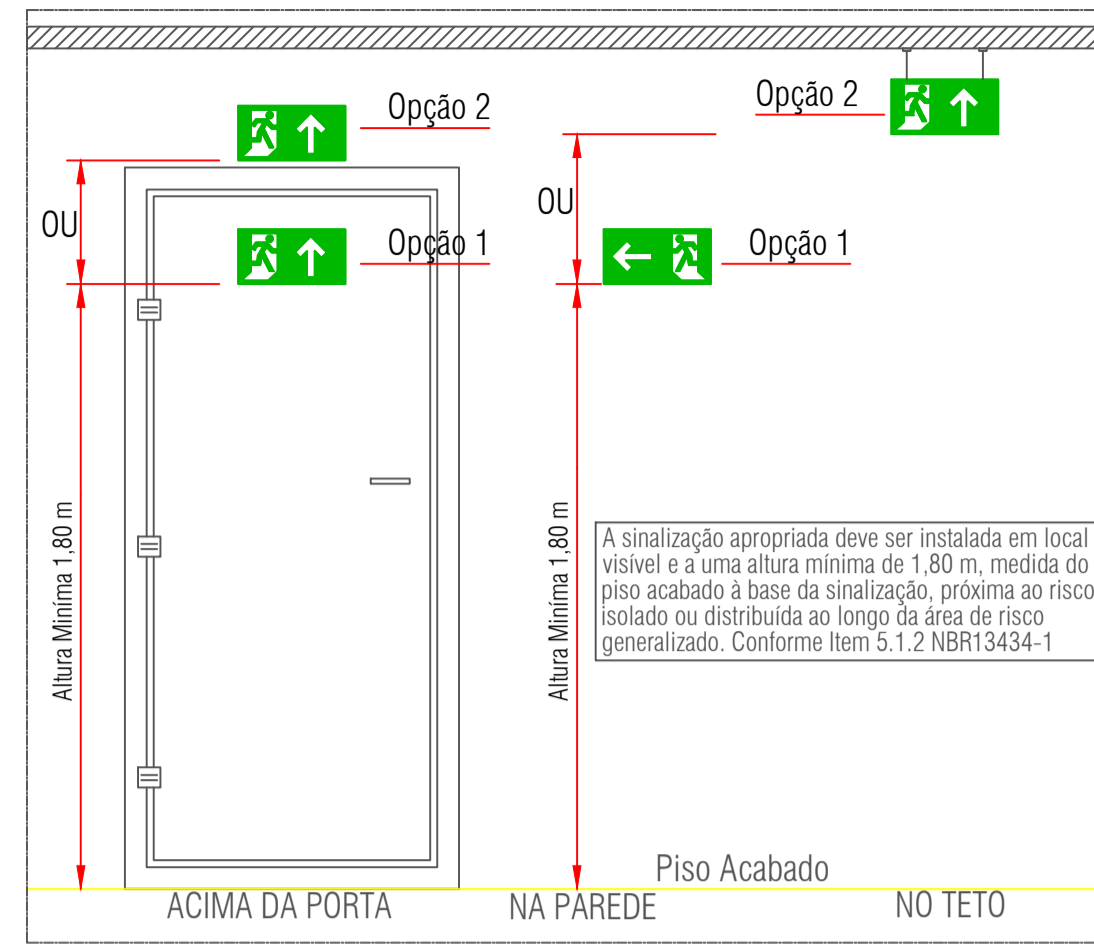 Opção 2
Opção 2
OU
OU
Opção 1
Opção 1
Altura Miníma 1,80 m
Altura Miníma 1,80 m
A sinalização apropriada deve ser instalada em local
visível e a uma altura mínima de 1,80 m, medida do
piso acabado à base da sinalização, próxima ao risco
isolado ou distribuída ao longo da área de risco
generalizado. Conforme Item 5.1.2 NBR13434-1
Piso Acabado
ACIMA DA PORTA
NA PAREDE
NO TETO